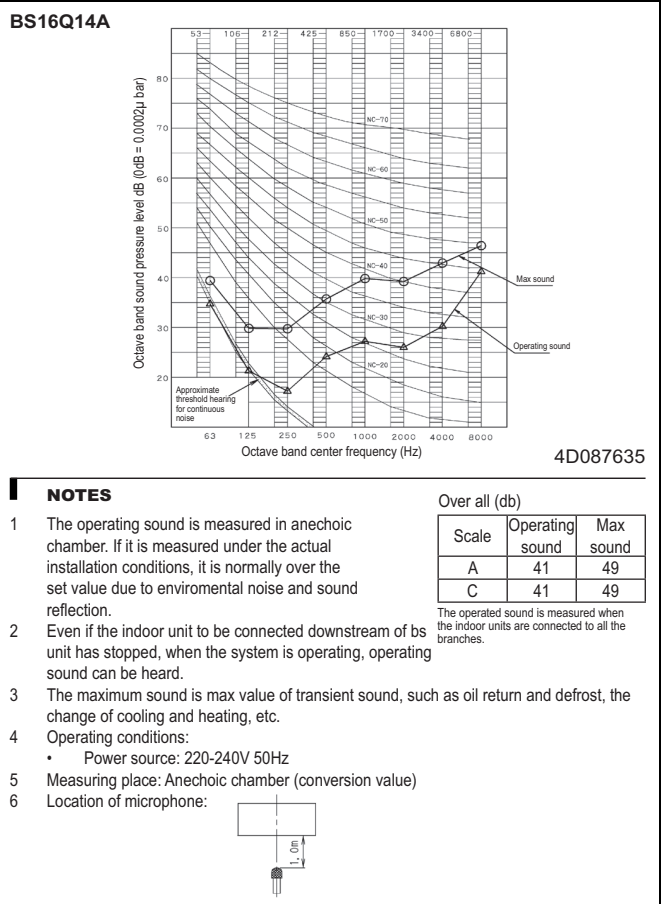 BS16Q14A
53 106 212 425 850 1700 3400 6800
Octave band sound pressure level dB (0dB = 0.0002μ bar)
80
70
60
50
40
30
20
NC-70
NC-60
NC-50
NC-40
NC-30
NC-20
Max sound
Operating sound
Approximate
threshold hearing
for continuous
noise
63 125 250 500 1000 2000 4000 8000
Octave band center frequency (Hz)
4D087635
NOTES
1 The operating sound is measured in anechoic
chamber. If it is measured under the actual
installation conditions, it is normally over the
set value due to enviromental noise and sound
reflection.
2 Even if the indoor unit to be connected downstream of bs
unit has stopped, when the system is operating, operating
sound can be heard.
3 The maximum sound is max value of transient sound, such as oil return and defrost, the
change of cooling and heating, etc.
4 Operating conditions:
• Power source: 220-240V 50Hz
5 Measuring place: Anechoic chamber (conversion value)
6 Location of microphone:
1.0m
Over all (db)
Scale Operating sound Max sound
A 41 49
C 41 49
The operated sound is measured when
the indoor units are connected to all the
branches.